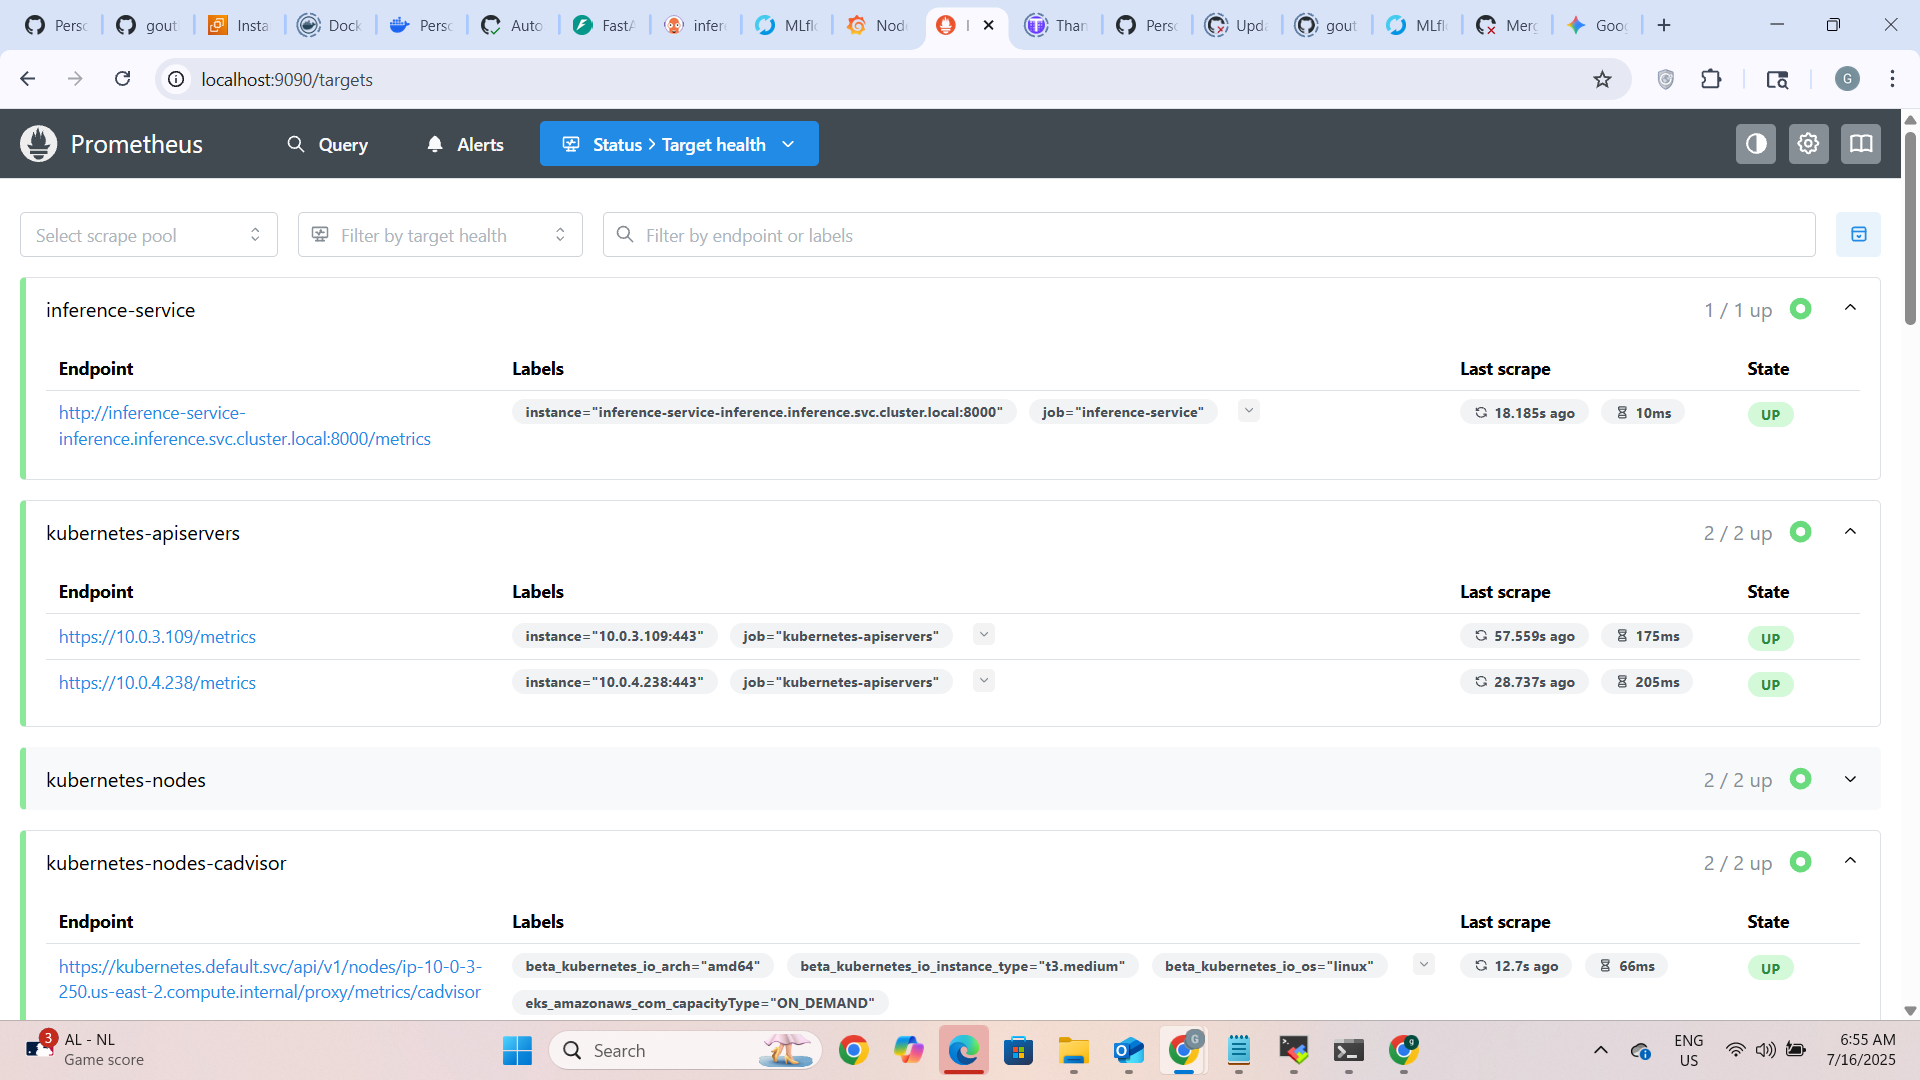 Persc
gout
Insta
Dock
Persc
Auto
FastA
infere
MLflo
Node
Than
Persc
Upda
gout
MLflo
Merg
Goog
localhost:9090/targets
G
Prometheus
Query
Alerts
Status > Target health
Select scrape pool
Filter by target health
Filter by endpoint or labels
inference-service
1 / 1 up
Endpoint Labels Last scrape State
http://inference-service-
inference.inference.svc.cluster.local:8000/metrics
instance="inference-service-inference.inference.svc.cluster.local:8000" job="inference-service" 18.185s ago 10ms UP
kubernetes-apiservers
2 / 2 up
Endpoint Labels Last scrape State
https://10.0.3.109/metrics instance="10.0.3.109:443" job="kubernetes-apiservers" 57.559s ago 175ms UP
https://10.0.4.238/metrics instance="10.0.4.238:443" job="kubernetes-apiservers" 28.737s ago 205ms UP
kubernetes-nodes
2 / 2 up
kubernetes-nodes-cadvisor
2 / 2 up
Endpoint Labels Last scrape State
https://kubernetes.default.svc/api/v1/nodes/ip-10-0-3-
250.us-east-2.compute.internal/proxy/metrics/cadvisor
beta_kubernetes_io_arch="amd64" beta_kubernetes_io_instance_type="t3.medium" beta_kubernetes_io_os="linux" 12.7s ago 66ms UP
eks_amazonaws_com_capacityType="ON_DEMAND"
3
AL - NL
Game score
Search
G
g
ENG
US
6:55 AM
7/16/2025